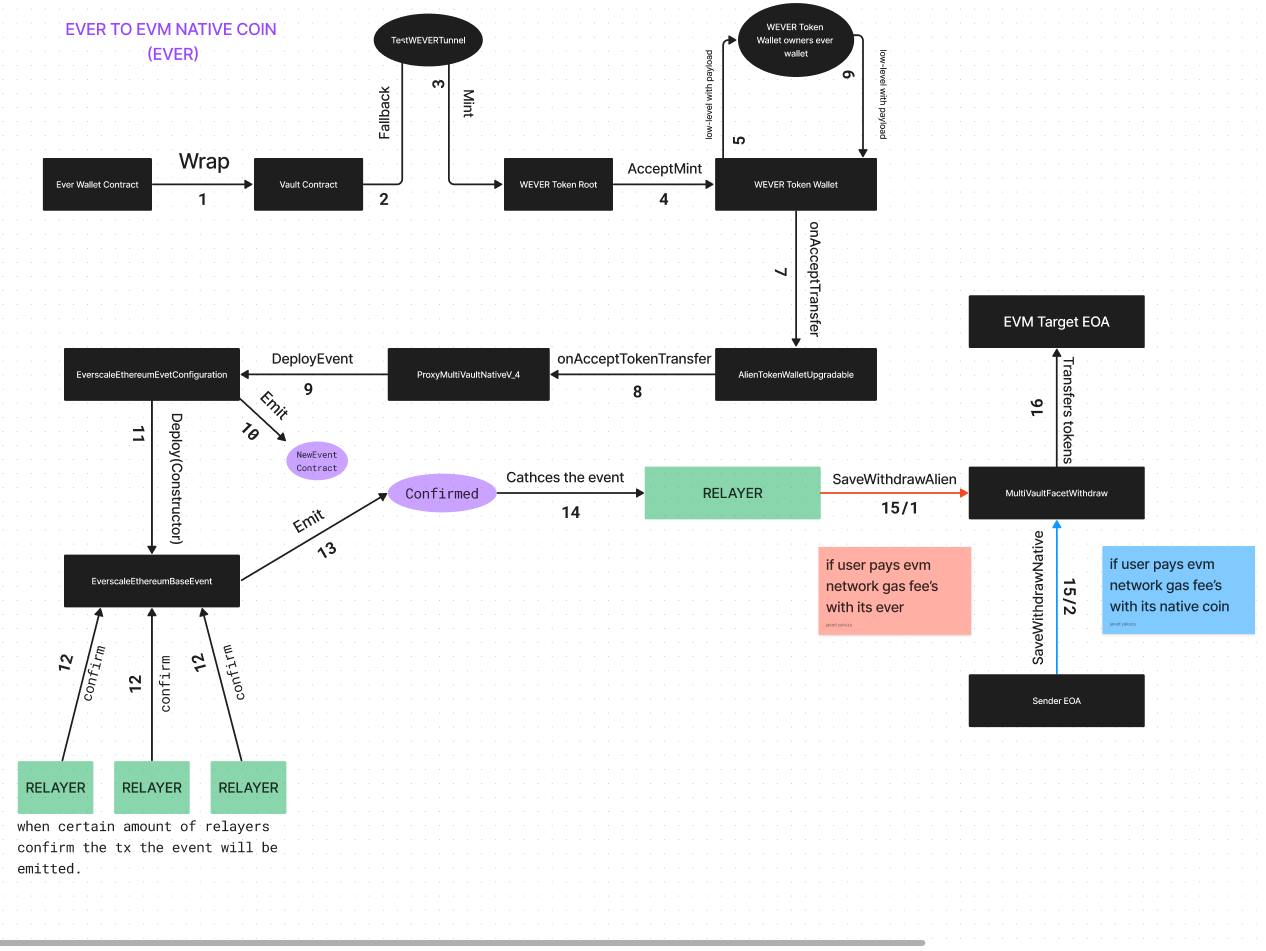 EVER TO EVM NATIVE COIN
(EVER)
TestWEVERTunnel
WEVER Token
Wallet owners ever
wallet
Fallback
3
Mint
low-level with payload
5
6
low-level with payload
Ever Wallet Contract
Wrap
1
Vault Contract
2
WEVER Token Root
AcceptMint
4
WEVER Token Wallet
7
onAcceptTransfer
EVM Target EOA
EverscaleEthereumEvetConfiguration
DeployEvent
9
ProxyMultiVaultNativeV_4
onAcceptTokenTransfer
8
AlienTokenWalletUpgradable
Emit
10
NewEvent
Contract
11
Deploy(Constructor)
16
Transfers tokens
Confirmed
Cathces the event
14
RELAYER
SaveWithdrawAlien
15/1
MultiVaultFacetWithdraw
Emit
13
EverscaleEthereumBaseEvent
if user pays evm
network gas fee's
with its ever
SaveWithdrawNative
15/2
if user pays evm
network gas fee's
with its native coin
12
confirm
12
confirm
12
confirm
Sender EOA
RELAYER
RELAYER
RELAYER
when certain amount of relayers
confirm the tx the event will be
emitted.